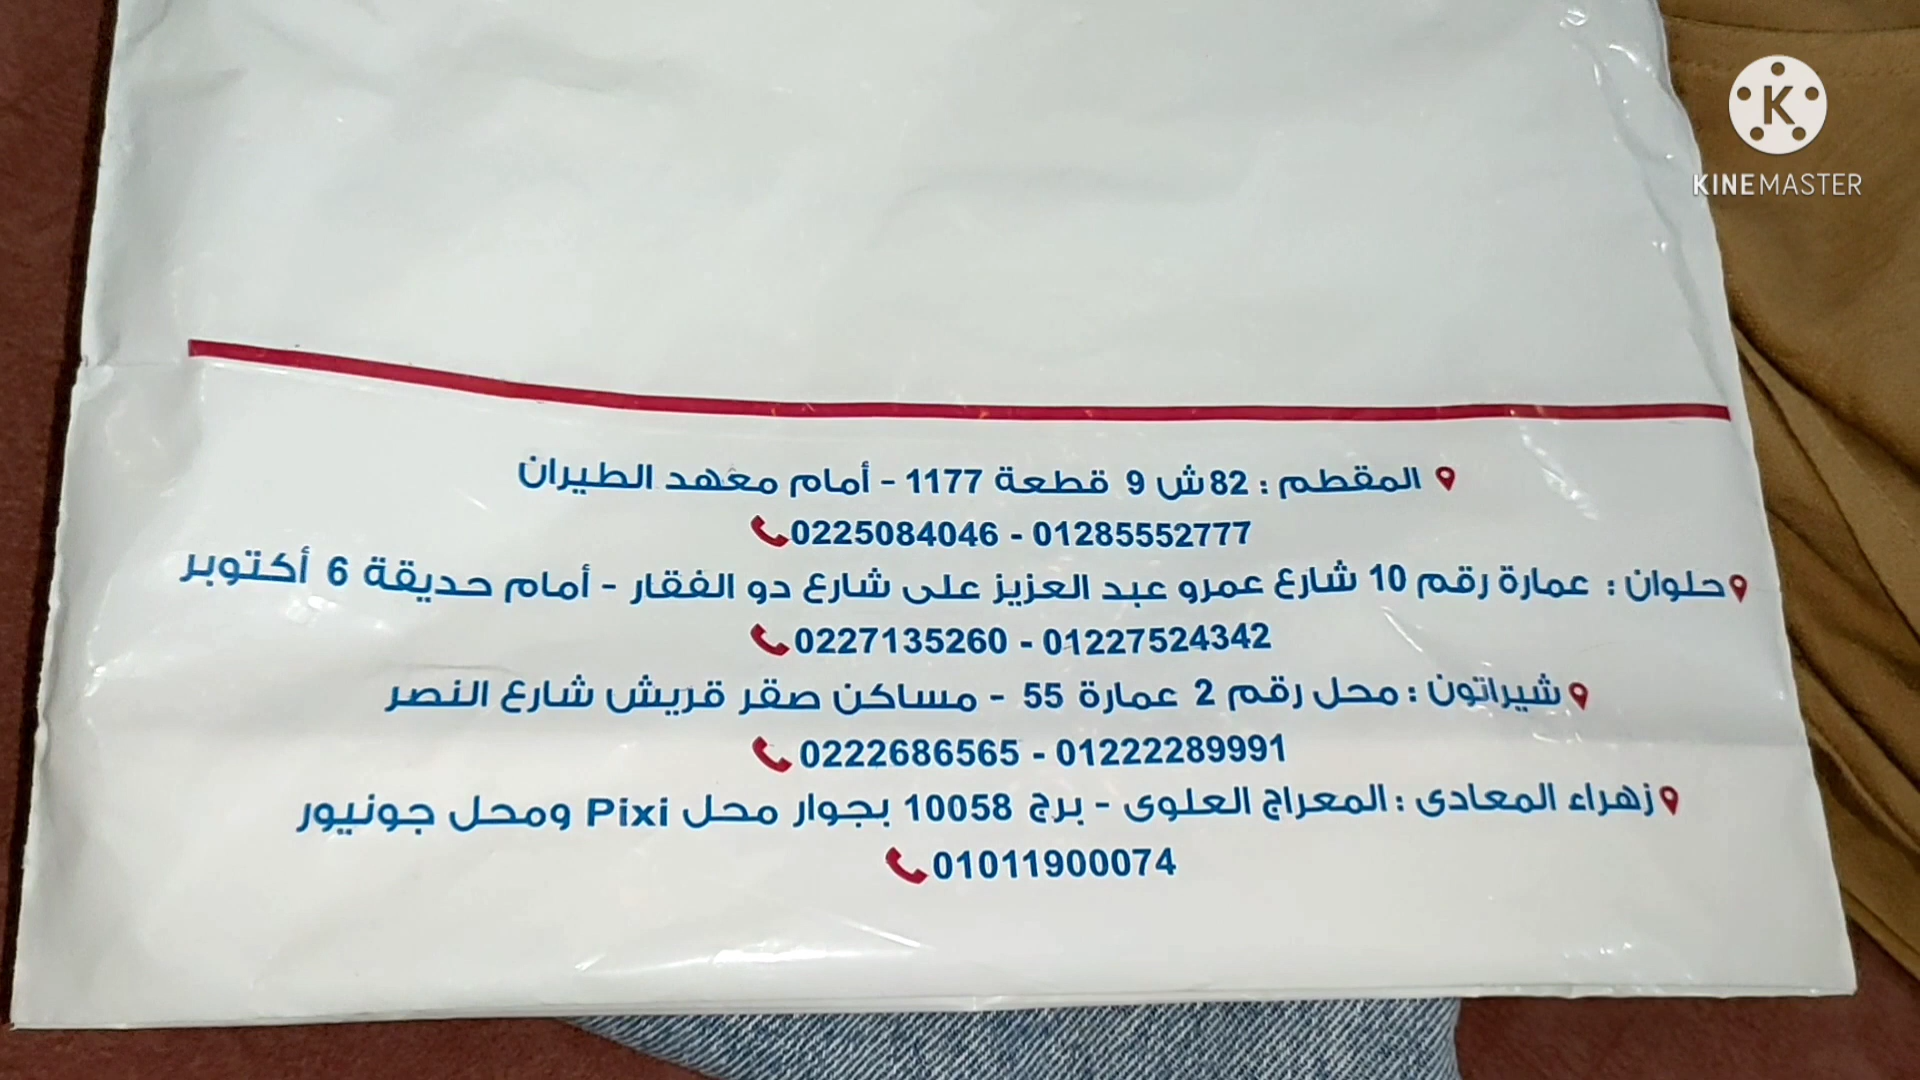 KINEMASTER
المقطم : 82 ش 9 قطعة 1177 - أمام معهد الطيران
0225084046 - 01285552777
حلوان : عمارة رقم 10 شارع عمرو عبد العزيز على شارع دو الفقار - أمام حديقة 6 أكتوبر
0227135260 - 01227524342
شيراتون : محل رقم 2 عمارة 55 - مساكن صقر قريش شارع النصر
0222686565 - 01222289991
زهراء المعادى : المعراج العلوى - برج 10058 بجوار محل Pixi ومحل جونيور
01011900074